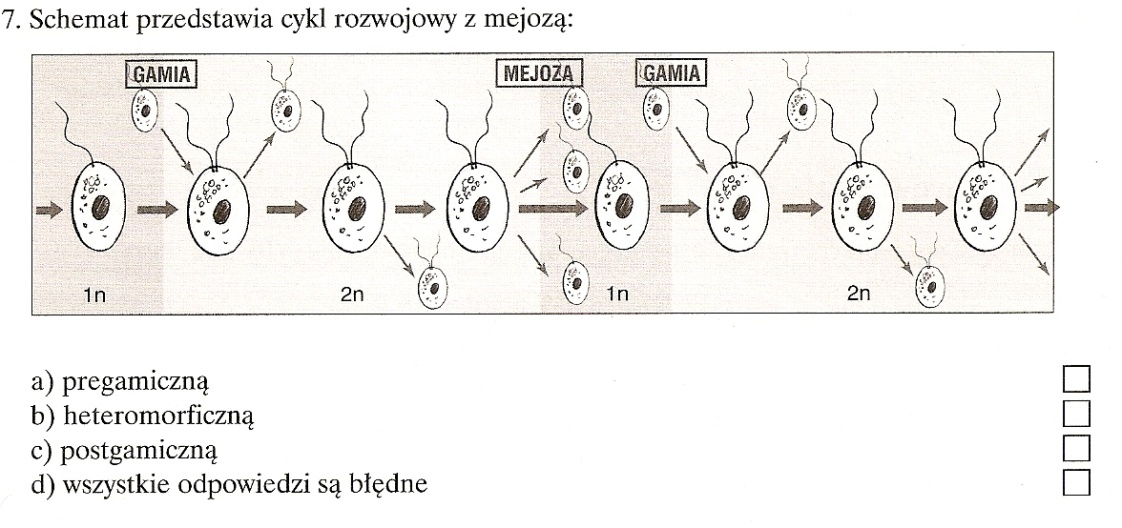 7. Schemat przedstawia cykl rozwojowy z mejozą:
GAMIA MEJOZA GAMIA
1n 2n 1n 2n
a) pregamiczną
b) heteromorficzną
c) postgamiczną
d) wszystkie odpowiedzi są błędne